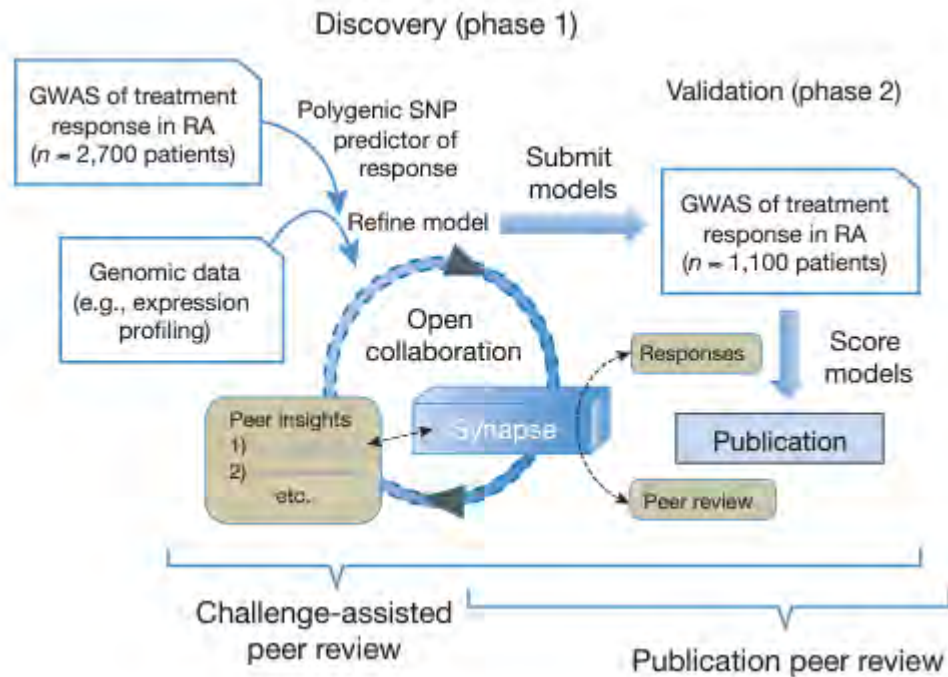 Discovery (phase 1)
GWAS of treatment
response in RA
(n = 2,700 patients)
Polygenic SNP
predictor of
response
Refine model
Genomic data
(e.g., expression
profiling)
Submit
models
Validation (phase 2)
GWAS of treatment
response in RA
(n = 1,100 patients)
Open
collaboration
Synapse
Peer insights
1)
2)
etc.
Responses
Peer review
Score
models
Publication
Challenge-assisted
peer review
Publication peer review